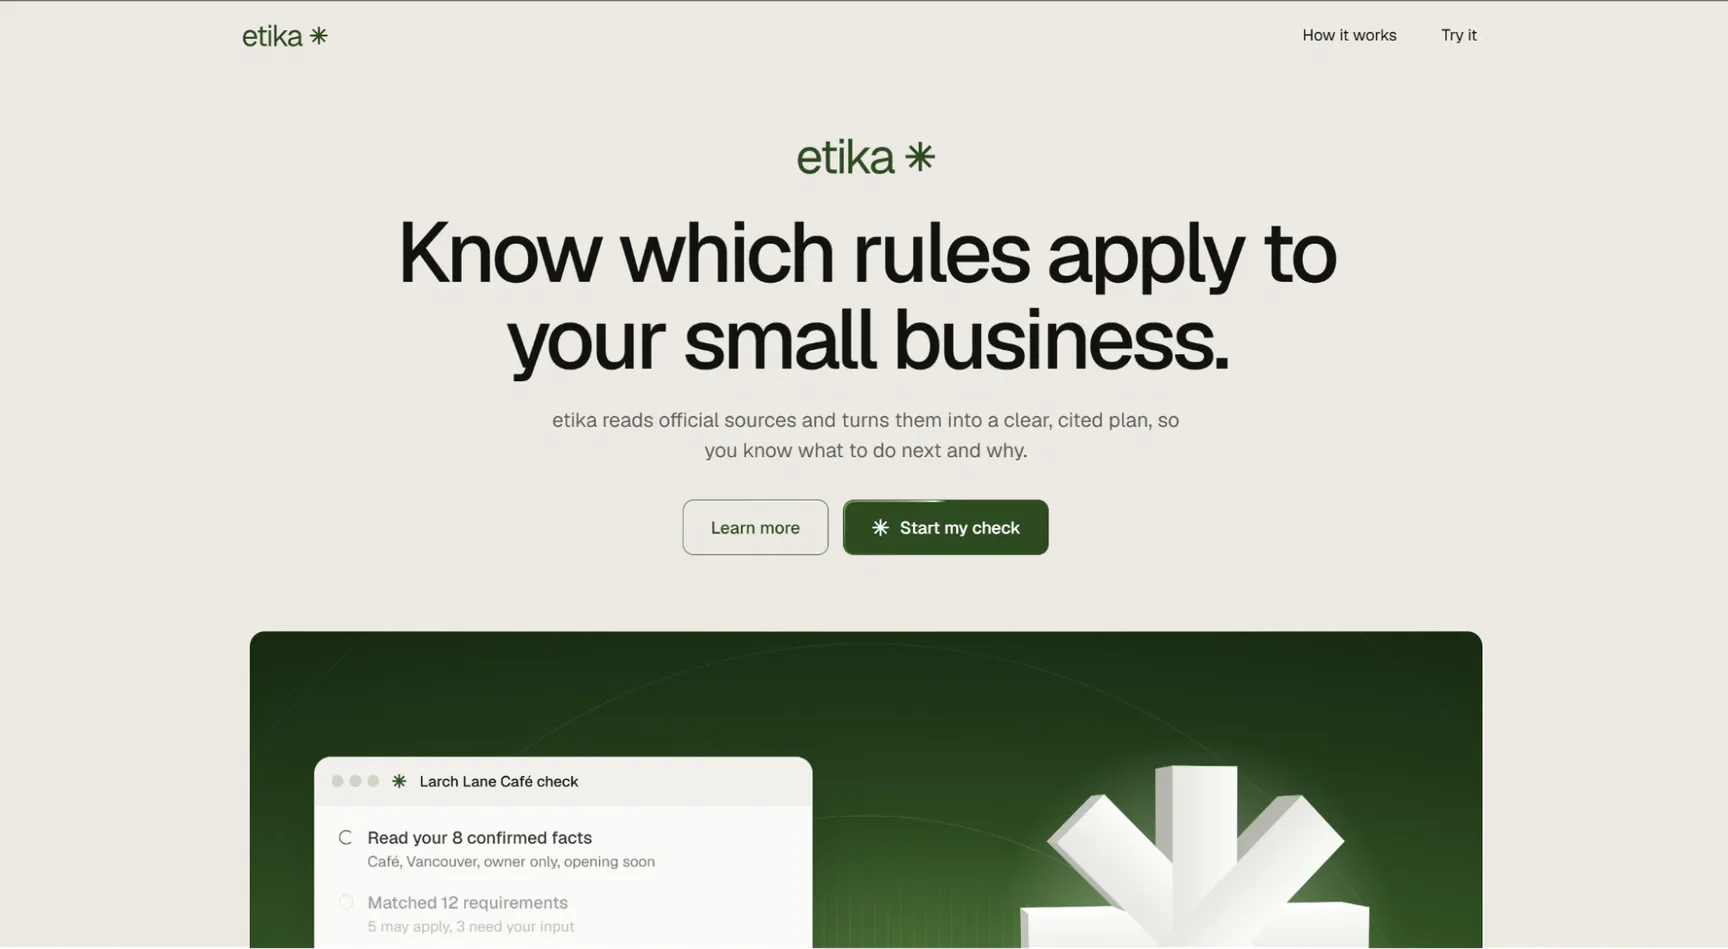 etika
How it works
Try it
etika
Know which rules apply to
your small business.
etika reads official sources and turns them into a clear, cited plan, so
you know what to do next and why.
Learn more
Start my check
Larch Lane Café check
Read your 8 confirmed facts
Café, Vancouver, owner only, opening soon
Matched 12 requirements
5 may apply, 3 need your input